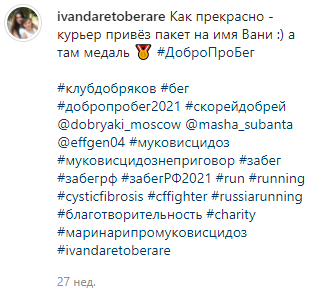 ivandaretoberare Как прекрасно -
курьер привёз пакет на имя Вани :) а
там медаль 🏅 #ДоброПроБег
#клубдобряков #бег
#добропробег2021 #скорейдобрей
@dobryaki_moscow @masha_subanta
@effgen04 #муковисцидоз
#муковисцидознеприговор #забег
#забегрф #забегРФ2021 #run #running
#cysticfibrosis #cffighter #russiarunning
#благотворительность #charity
#маринарипромуковисцидоз
#ivandaretoberare
27 нед.